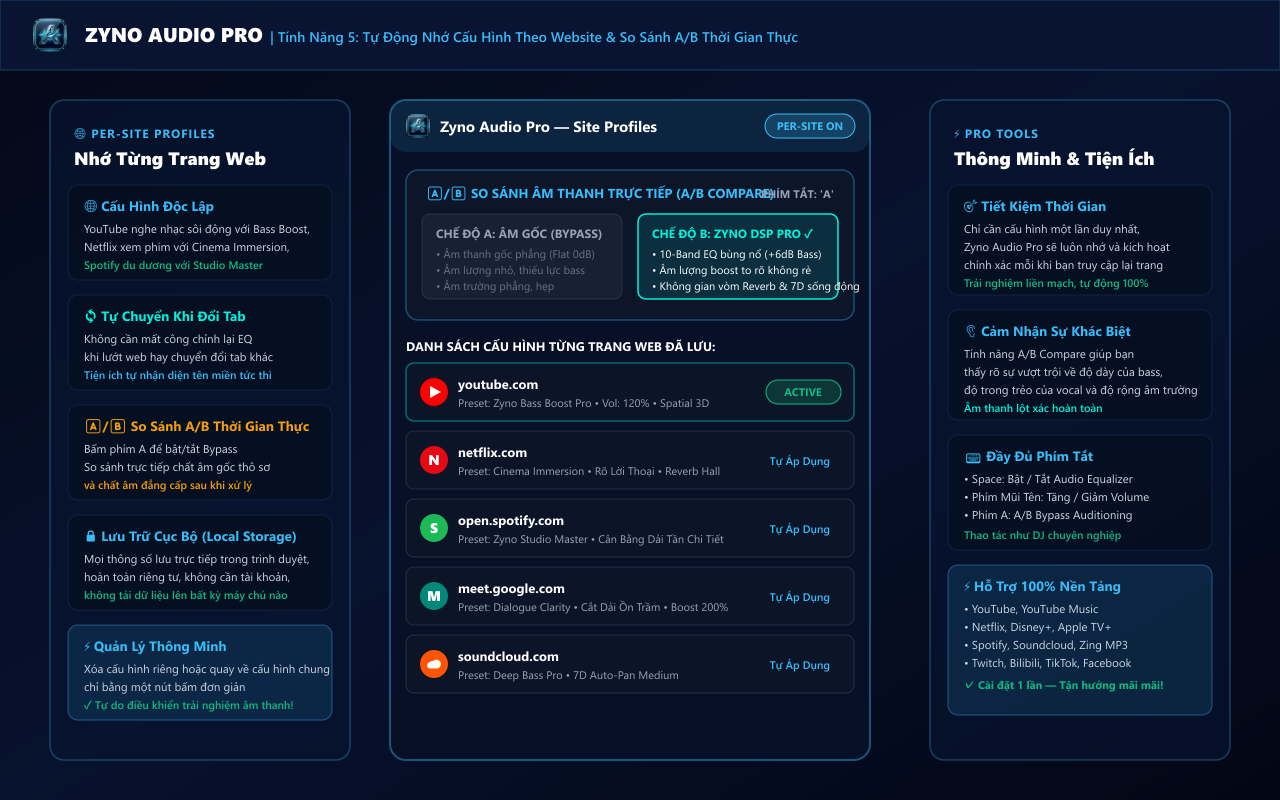 ZYNO AUDIO PRO | Tính Năng 5: Tự Động Nhớ Cấu Hình Theo Website & So Sánh A/B Thời Gian Thực
PER-SITE PROFILES
Nhớ Từng Trang Web
Cấu Hình Độc Lập
YouTube nghe nhạc sôi động với Bass Boost,
Netflix xem phim với Cinema Immersion,
Spotify du dương với Studio Master
Tự Chuyển Khi Đổi Tab
Không cần mất công chỉnh lại EQ
khi lướt web hay chuyển đổi tab khác
Tiện ích tự nhận diện tên miền tức thì
A/B So Sánh A/B Thời Gian Thực
Bấm phím A để bật/tắt Bypass
So sánh trực tiếp chất âm gốc thô sơ
và chất âm đẳng cấp sau khi xử lý
Lưu Trữ Cục Bộ (Local Storage)
Mọi thông số lưu trực tiếp trong trình duyệt,
hoàn toàn riêng tư, không cần tài khoản,
không tải dữ liệu lên bất kỳ máy chủ nào
⚡ Quản Lý Thông Minh
Xóa cấu hình riêng hoặc quay về cấu hình chung
chỉ bằng một nút bấm đơn giản
✓ Tự do điều khiển trải nghiệm âm thanh!
Zyno Audio Pro — Site Profiles
PER-SITE ON
A/B SO SÁNH ÂM THANH TRỰC TIẾP (A/B COMPARE)
PHÍM TẮT: 'A'
CHẾ ĐỘ A: ÂM GỐC (BYPASS)
• Âm thanh gốc phẳng (Flat 0dB)
• Âm lượng nhỏ, thiếu lực bass
• Âm trường phẳng, hẹp
CHẾ ĐỘ B: ZYNO DSP PRO ✓
• 10-Band EQ bùng nổ (+6dB Bass)
• Âm lượng boost to rõ không rè
• Không gian vòm Reverb & 7D sống động
DANH SÁCH CẤU HÌNH TỪNG TRANG WEB ĐÃ LƯU:
youtube.com
Preset: Zyno Bass Boost Pro • Vol: 120% • Spatial 3D
ACTIVE
N
netflix.com
Preset: Cinema Immersion • Rõ Lời Thoại • Reverb Hall
Tự Áp Dụng
S
open.spotify.com
Preset: Zyno Studio Master • Cân Bằng Dải Tần Chi Tiết
Tự Áp Dụng
M
meet.google.com
Preset: Dialogue Clarity • Cắt Dải Ồn Trầm • Boost 200%
Tự Áp Dụng
soundcloud.com
Preset: Deep Bass Pro • 7D Auto-Pan Medium
Tự Áp Dụng
⚡ PRO TOOLS
Thông Minh & Tiện Ích
Tiết Kiệm Thời Gian
Chỉ cần cấu hình một lần duy nhất,
Zyno Audio Pro sẽ luôn nhớ và kích hoạt
chính xác mỗi khi bạn truy cập lại trang
Trải nghiệm liền mạch, tự động 100%
Cảm Nhận Sự Khác Biệt
Tính năng A/B Compare giúp bạn
thấy rõ sự vượt trội về độ dày của bass,
độ trong trẻo của vocal và độ rộng âm trường
Âm thanh lột xác hoàn toàn
Đầy Đủ Phím Tắt
• Space: Bật / Tắt Audio Equalizer
• Phím Mũi Tên: Tăng / Giảm Volume
• Phím A: A/B Bypass Auditioning
Thao tác như DJ chuyên nghiệp
⚡ Hỗ Trợ 100% Nền Tảng
• YouTube, YouTube Music
• Netflix, Disney+, Apple TV+
• Spotify, Soundcloud, Zing MP3
• Twitch, Bilibili, TikTok, Facebook
✓ Cài đặt 1 lần — Tận hưởng mãi mãi!